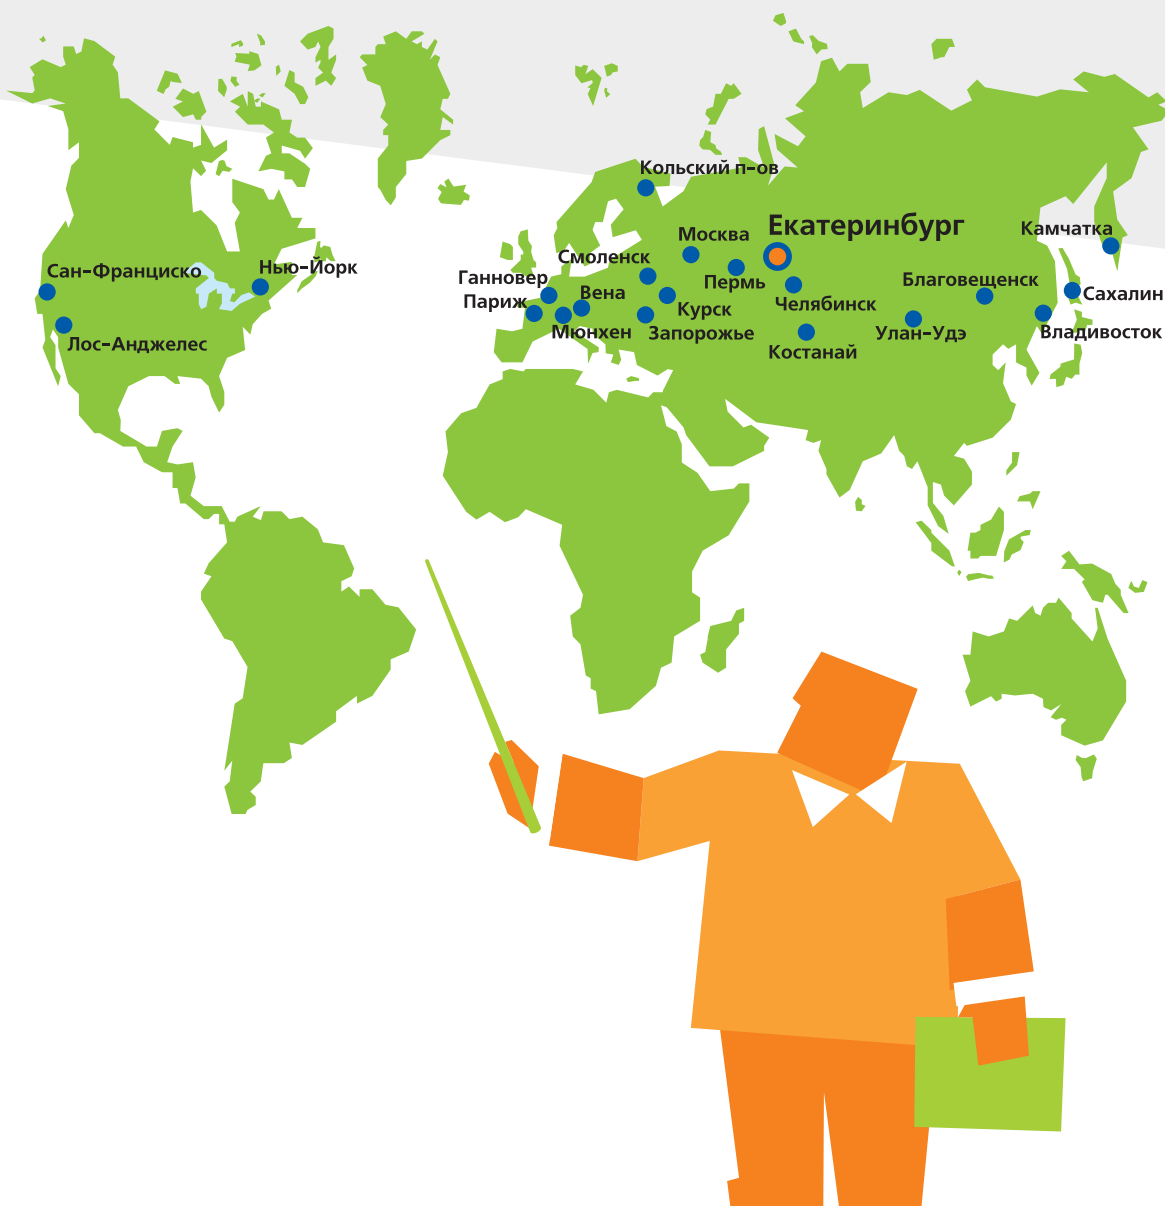 Кольский п-ов
Екатеринбург
Москва
Камчатка
Смоленск
Сан-Франциско
Нью-Йорк
Ганновер
Пермь
Благовещенск
Вена
Сахалин
Париж
Челябинск
Курск
Мюнхен
Запорожье
Улан-Удэ
Владивосток
Лос-Анджелес
Костанай